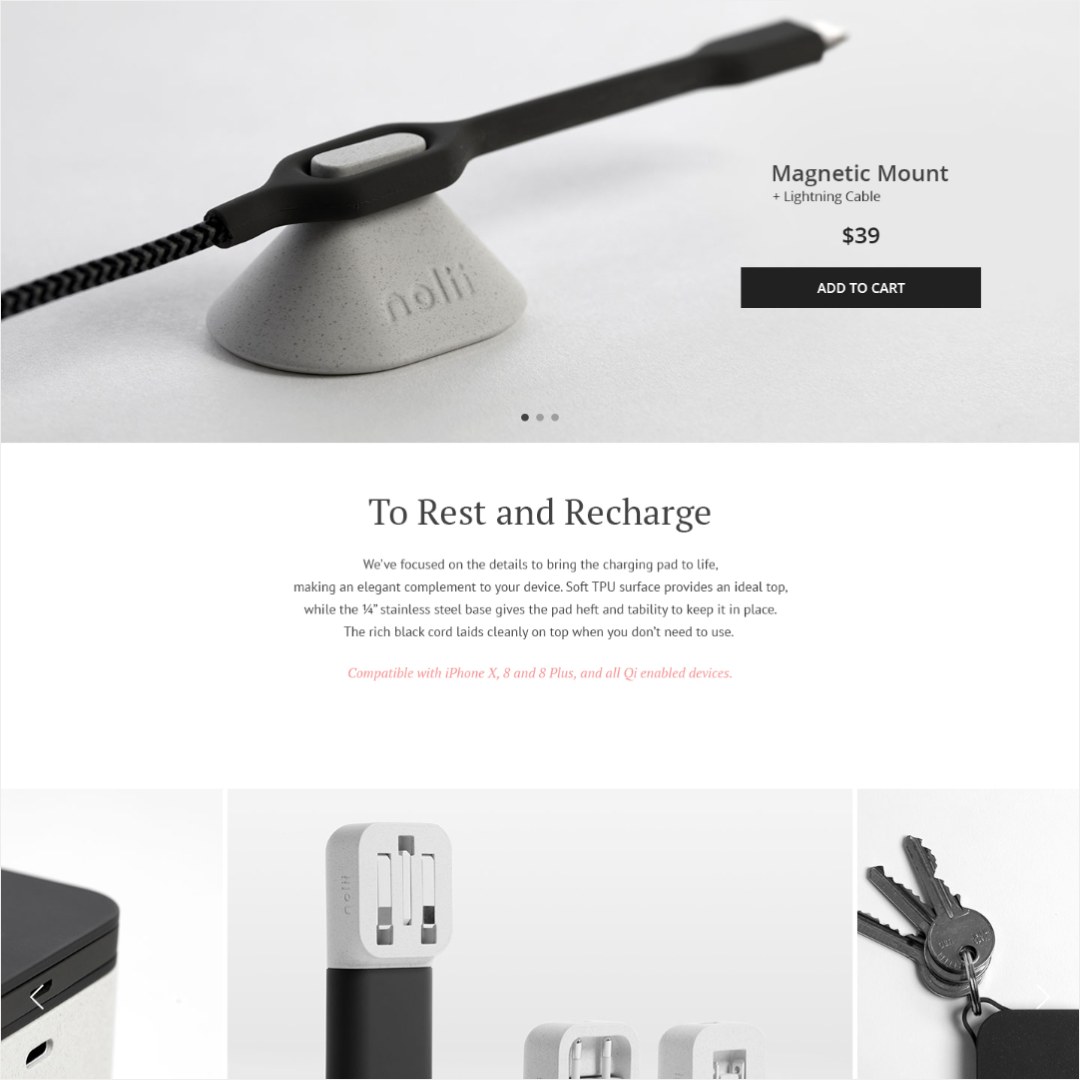 nolii
Magnetic Mount
+ Lightning Cable
$39
ADD TO CART
To Rest and Recharge
We've focused on the details to bring the charging pad to life,
making an elegant complement to your device. Soft TPU surface provides an ideal top,
while the ¼" stainless steel base gives the pad heft and tability to keep it in place.
The rich black cord laids cleanly on top when you don't need to use.
Compatible with iPhone X, 8 and 8 Plus, and all Qi enabled devices.
nolii